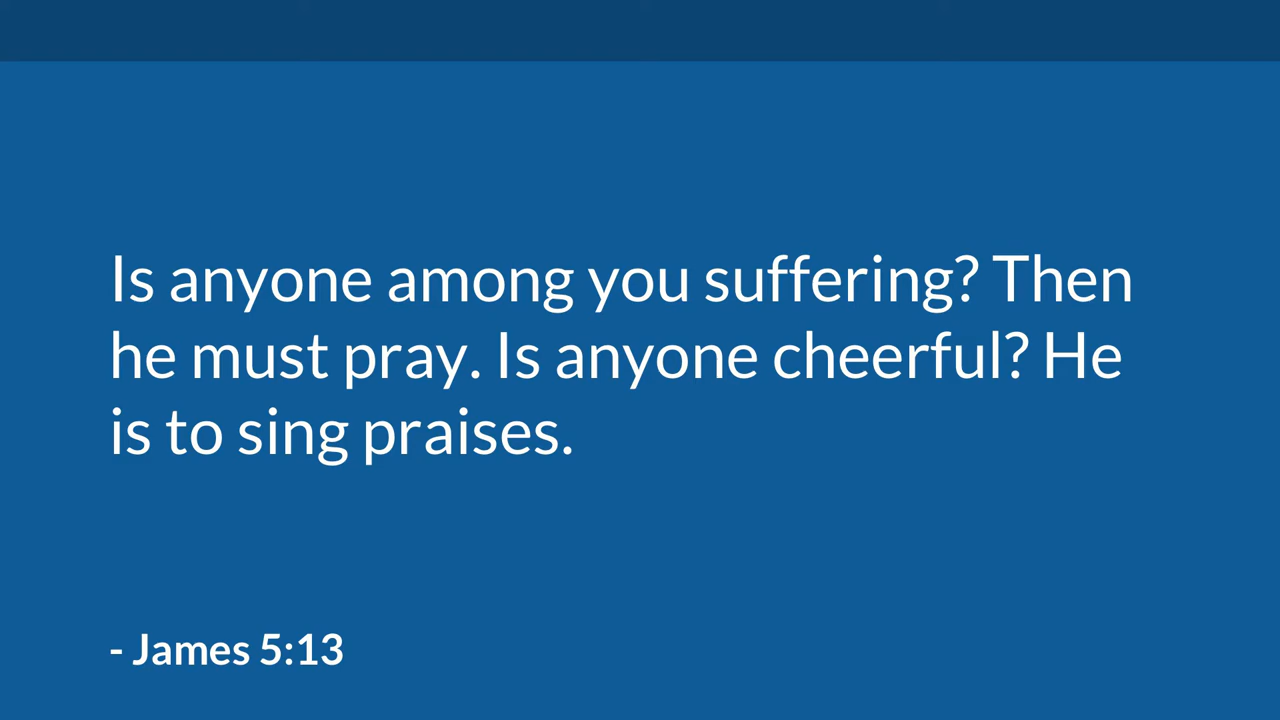 Is anyone among you suffering? Then
he must pray. Is anyone cheerful? He
is to sing praises.
- James 5:13